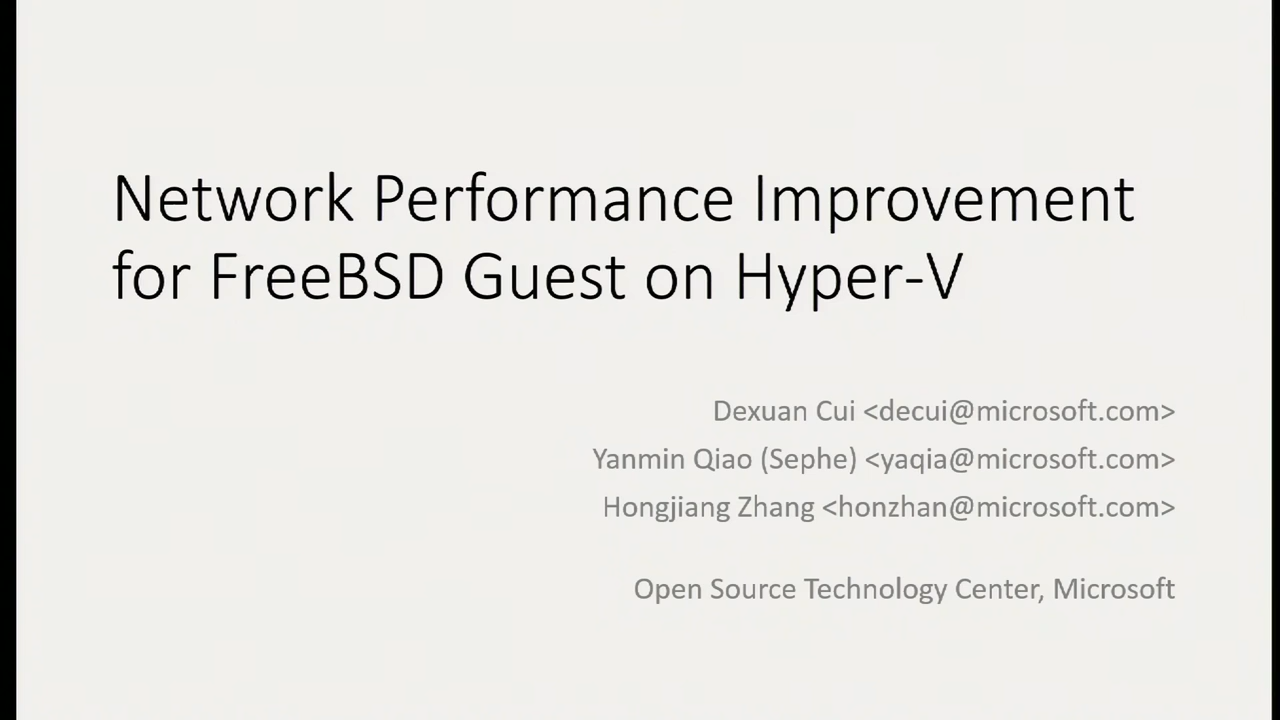 Network Performance Improvement
for FreeBSD Guest on Hyper-V
Dexuan Cui <decui@microsoft.com>
Yanmin Qiao (Sephe) <yaqia@microsoft.com>
Hongjiang Zhang <honzhan@microsoft.com>
Open Source Technology Center, Microsoft